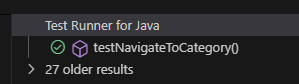 Test Runner for Java
testNavigateToCategory()
27 older results